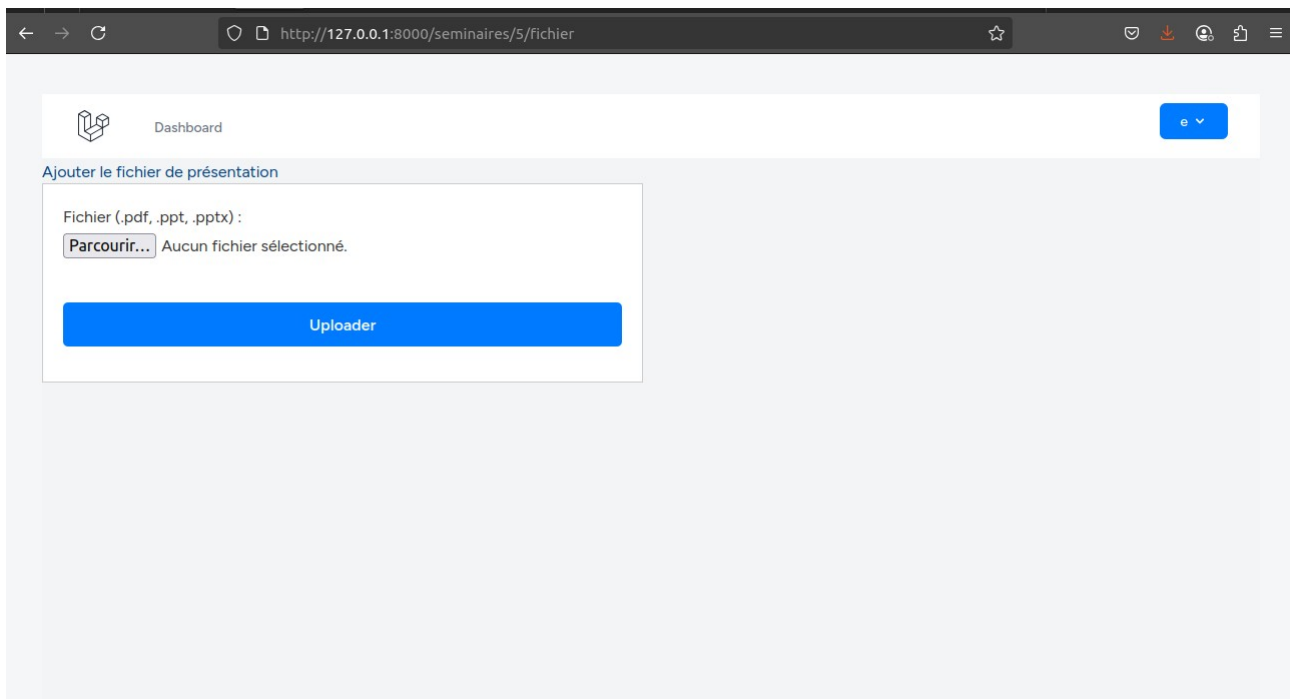 http://127.0.0.1:8000/seminaires/5/fichier
Dashboard
e
Ajouter le fichier de présentation
Fichier (.pdf, .ppt, .pptx) :
Parcourir... Aucun fichier sélectionné.
Uploader